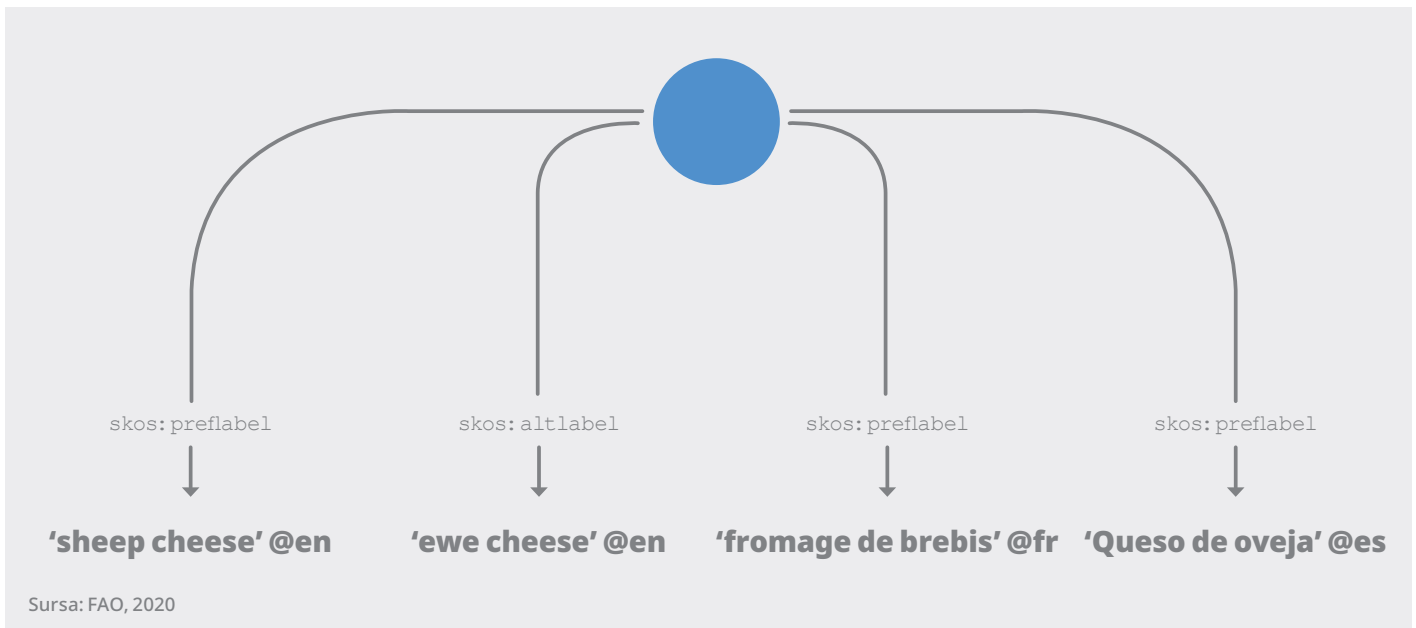 skos:preflabel skos:altlabel skos:preflabel skos:preflabel
‘sheep cheese’ @en ‘ewe cheese’ @en ‘fromage de brebis’ @fr ‘Queso de oveja’ @es
Sursa: FAO, 2020